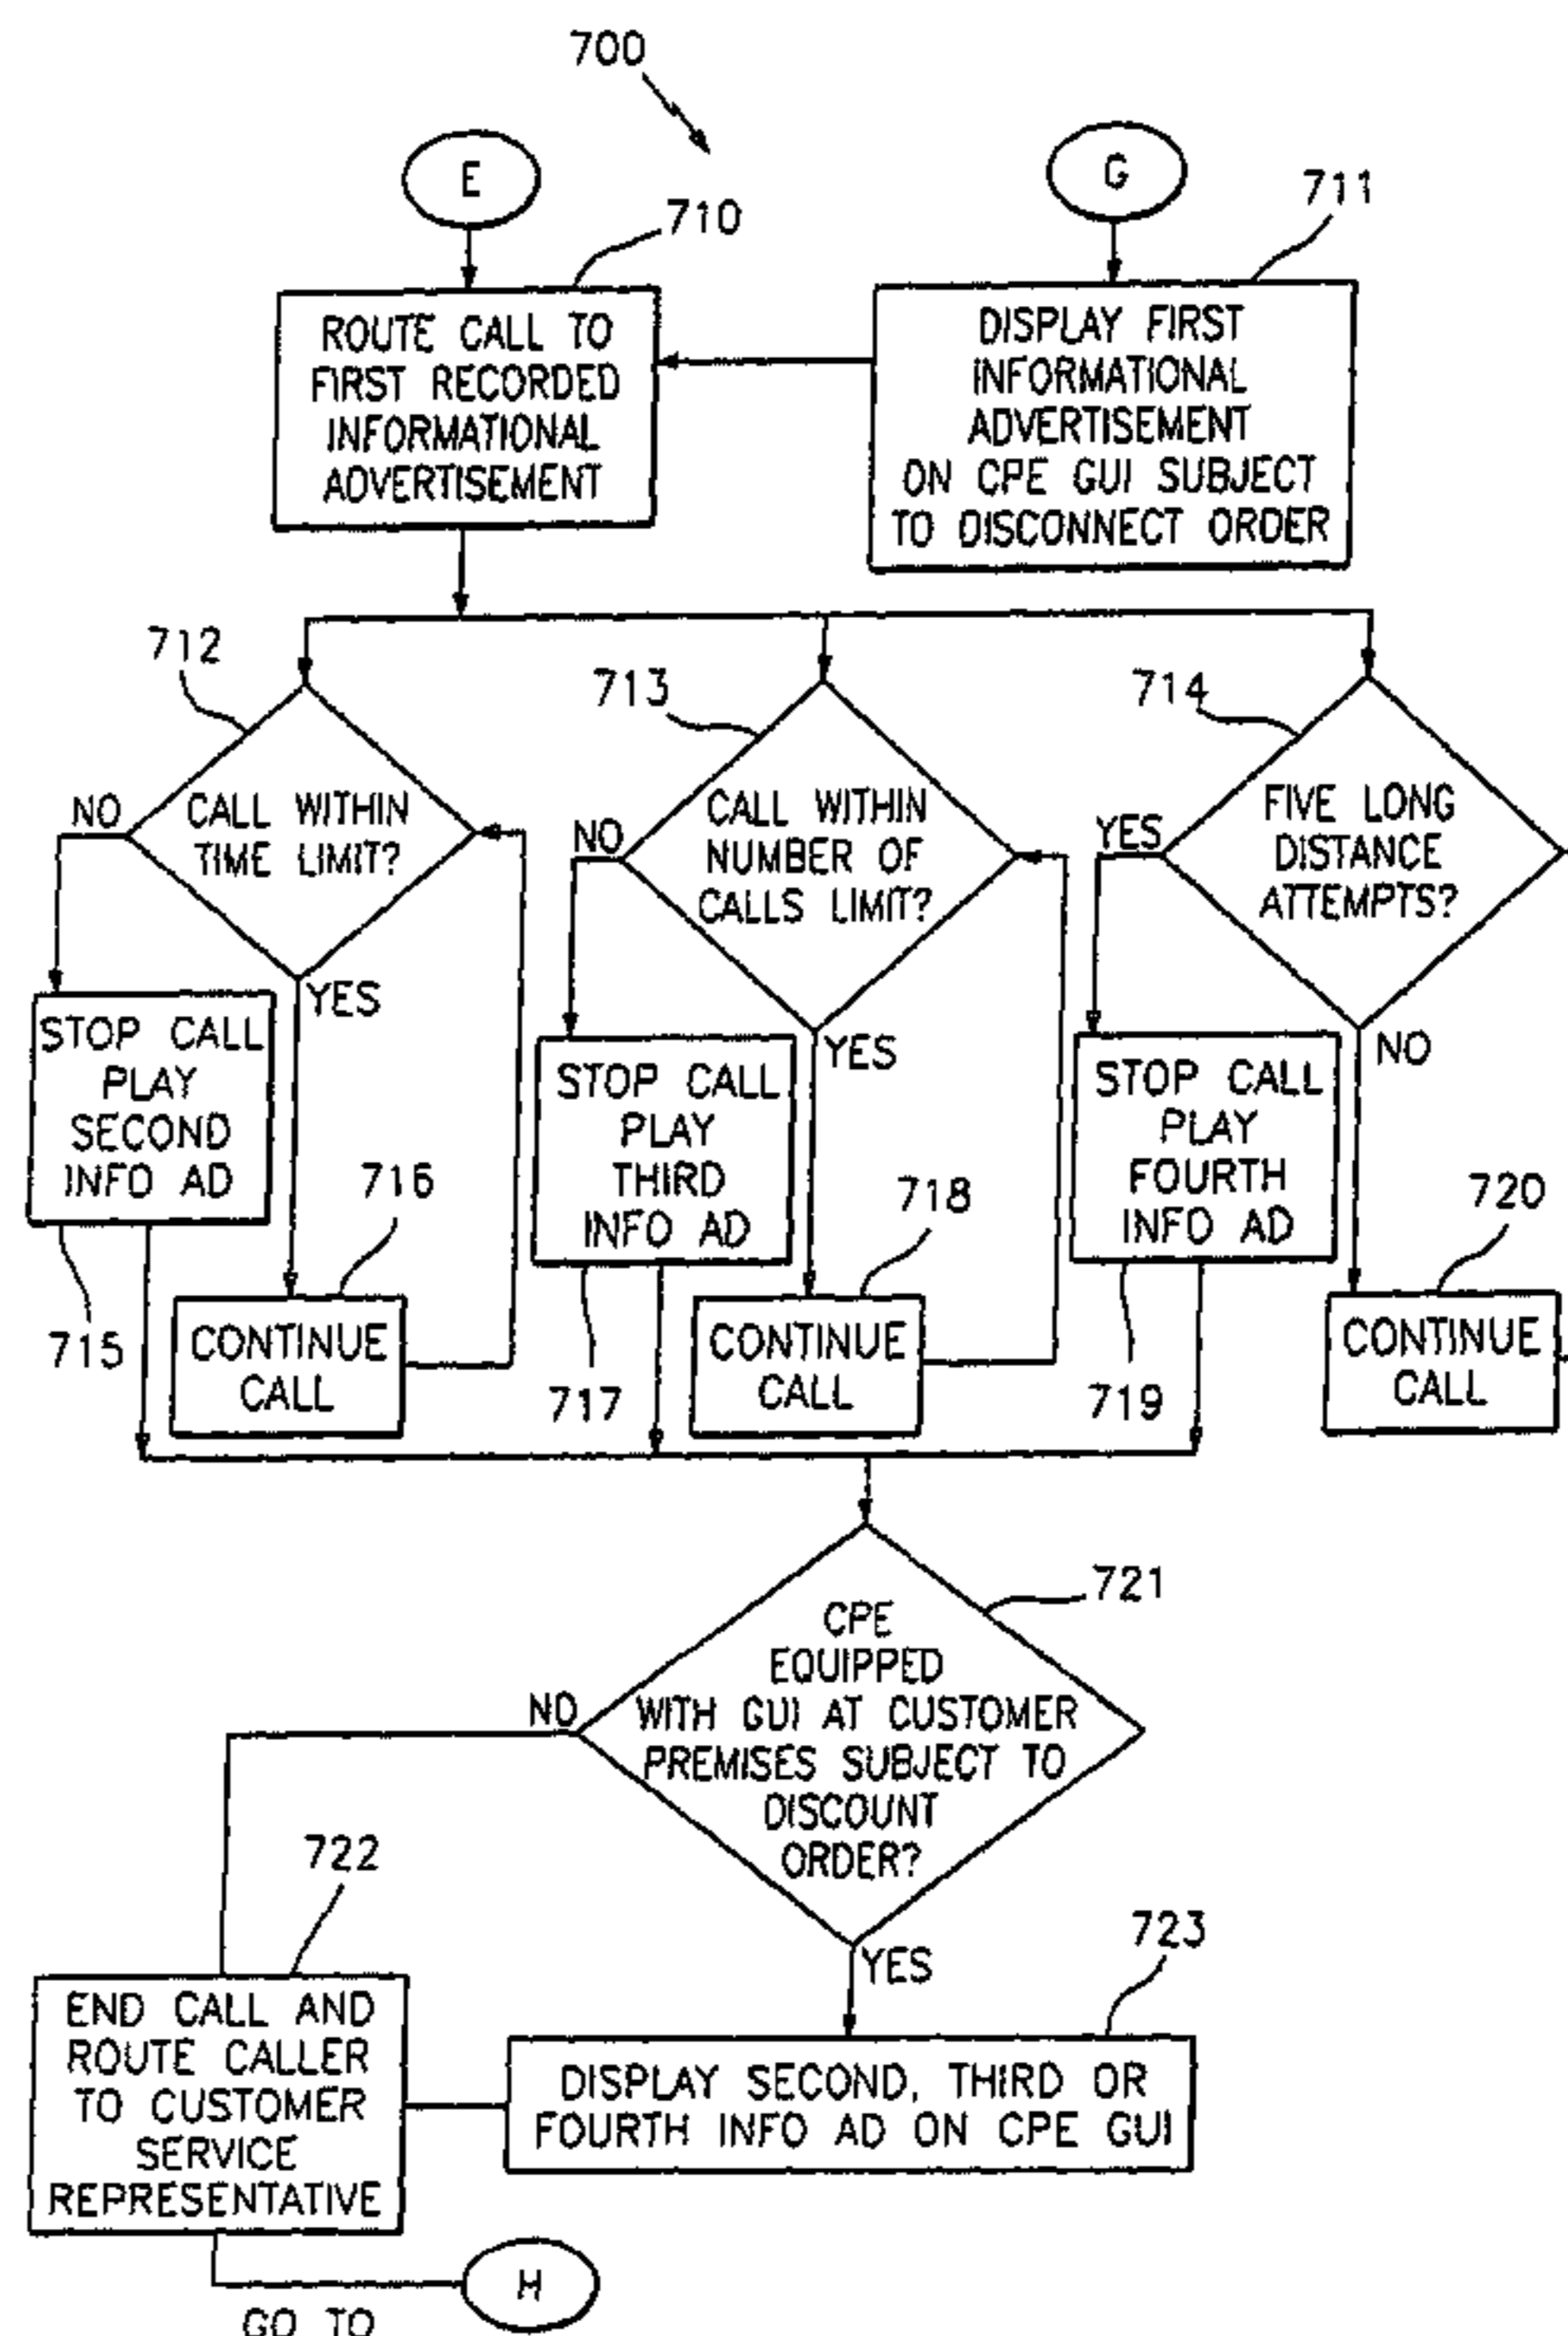 700
E
G
710
711
ROUTE CALL TO
FIRST RECORDED
INFORMATIONAL
ADVERTISEMENT
DISPLAY FIRST
INFORMATIONAL
ADVERTISEMENT
ON CPE GUI SUBJECT
TO DISCONNECT ORDER
712
713
714
NO
CALL WITHIN
TIME LIMIT?
YES
NO
CALL WITHIN
NUMBER OF
CALLS LIMIT?
YES
YES
FIVE LONG
DISTANCE
ATTEMPTS?
NO
STOP CALL
PLAY
SECOND
INFO AD
715
716
CONTINUE
CALL
STOP CALL
PLAY
THIRD
INFO AD
717
718
CONTINUE
CALL
STOP CALL
PLAY
FOURTH
INFO AD
719
720
CONTINUE
CALL
721
CPE
EQUIPPED
WITH GUI AT CUSTOMER
PREMISES SUBJECT TO
DISCOUNT
ORDER?
NO
YES
722
723
END CALL AND
ROUTE CALLER
TO CUSTOMER
SERVICE
REPRESENTATIVE
DISPLAY SECOND, THIRD OR
FOURTH INFO AD ON CPE GUI
H
GO TO